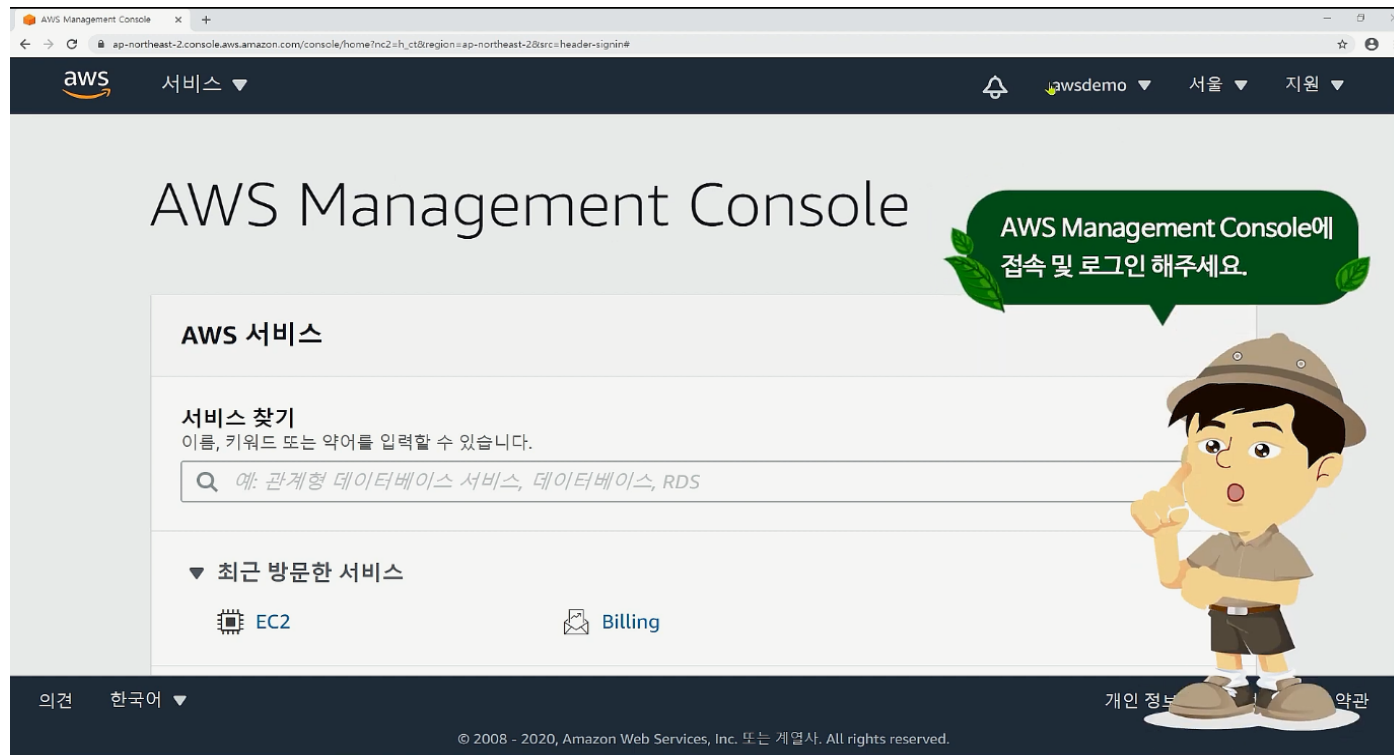 AWS Management Console
ap-northeast-2.console.aws.amazon.com/console/home?nc2=h_ct&region=ap-northeast-2&src=header-signin#
aws 서비스 ▼ awsdemo ▼ 서울 ▼ 지원 ▼
AWS Management Console
AWS Management Console에
접속 및 로그인 해주세요.
AWS 서비스
서비스 찾기
이름, 키워드 또는 약어를 입력할 수 있습니다.
예: 관계형 데이터베이스 서비스, 데이터베이스, RDS
▼ 최근 방문한 서비스
EC2 Billing
의견 한국어 ▼ 개인 약관
© 2008 - 2020, Amazon Web Services, Inc. 또는 계열사. All rights reserved.